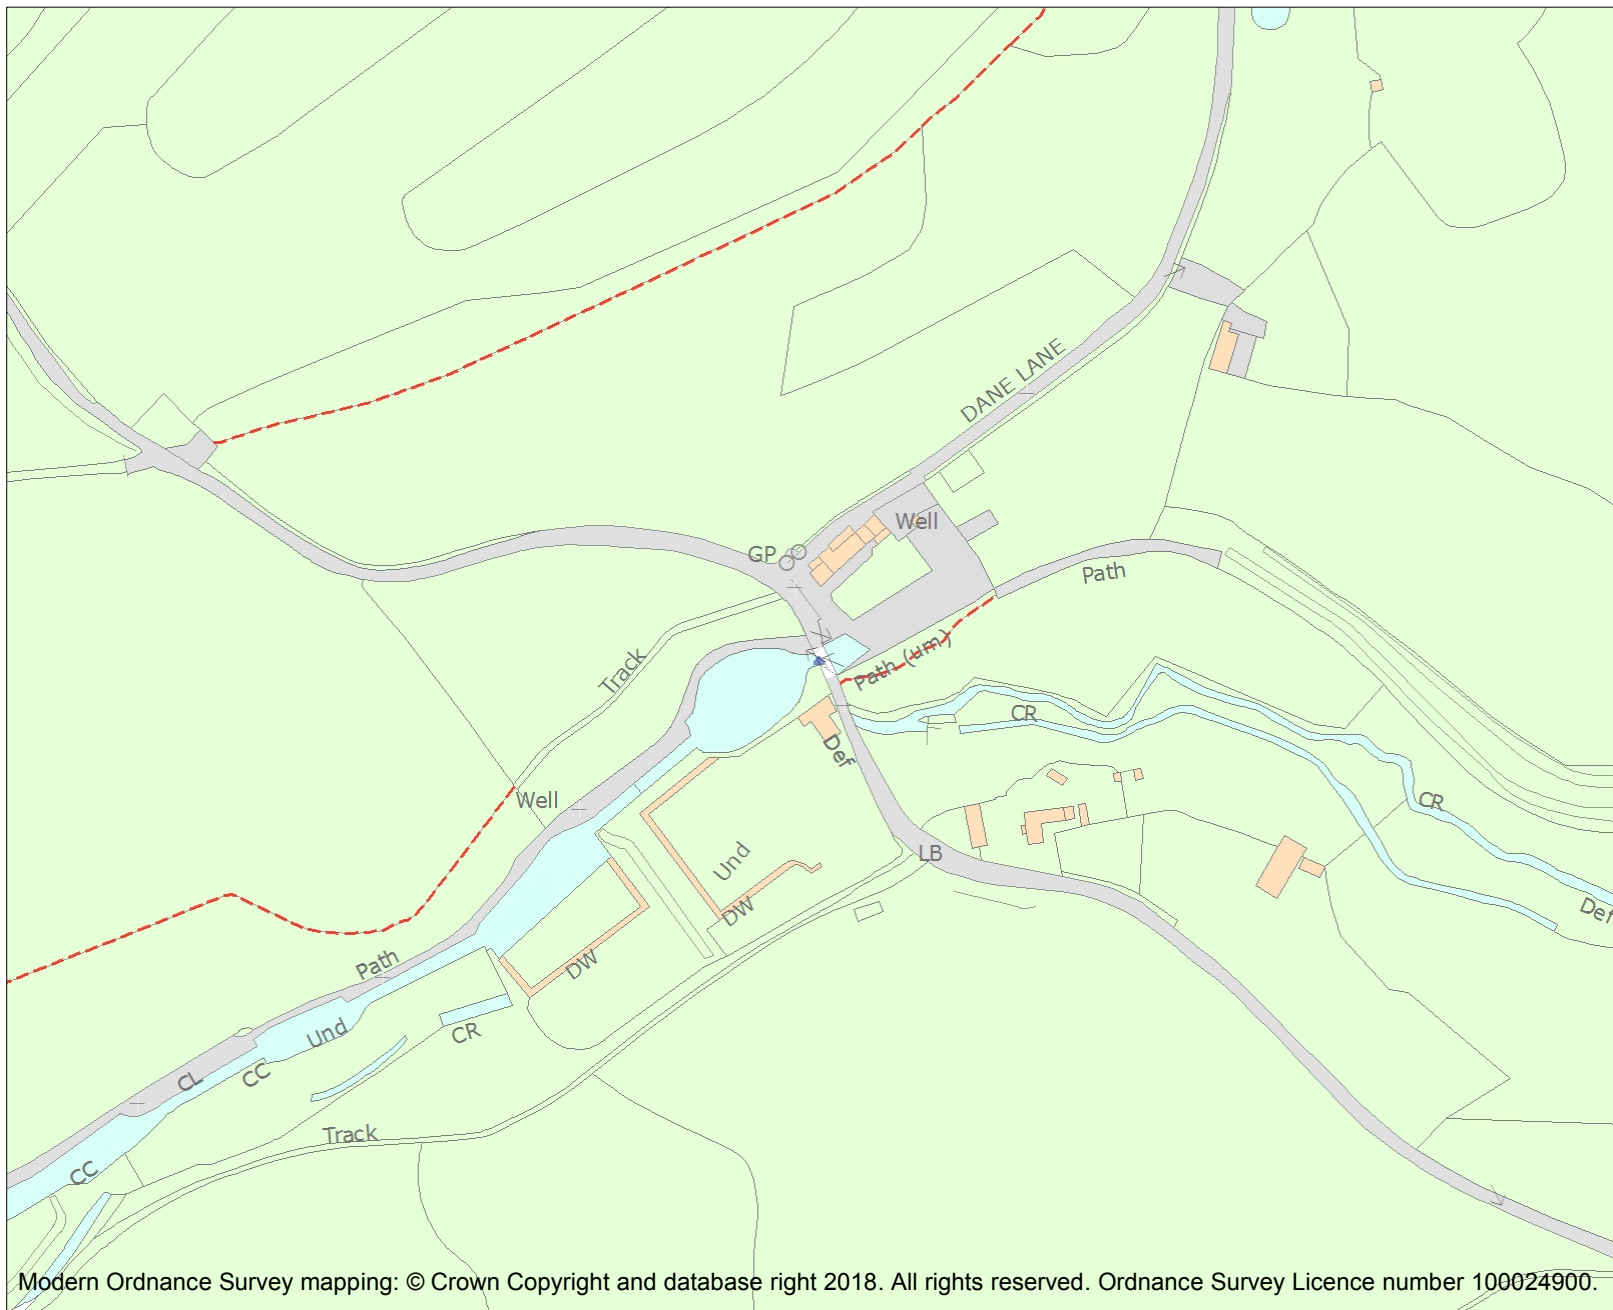 DANE LANE
Well
GP
Path
Path (um)
Track
CR
Def
CR
Well
LB
Und
DW
Def
DW
Path
Und
CR
CL
CC
Track
CC
Modern Ordnance Survey mapping: © Crown Copyright and database right 2018. All rights reserved. Ordnance Survey Licence number 100024900.